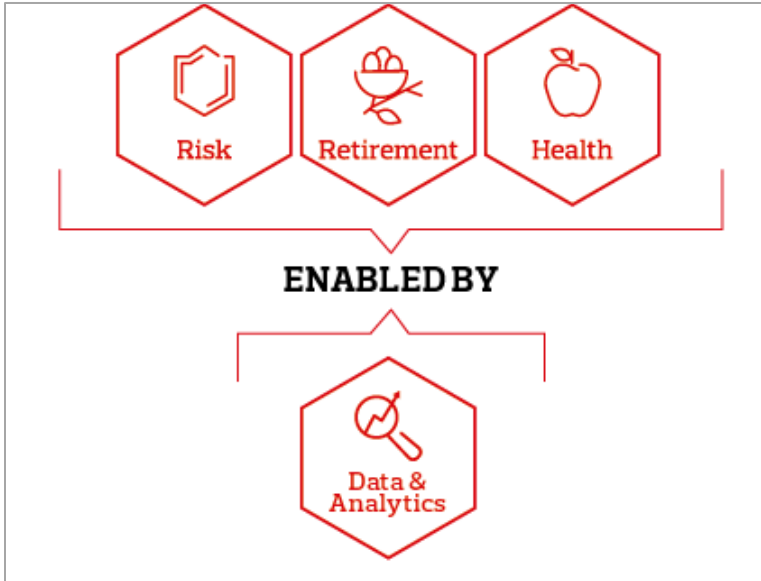 Risk
Retirement
Health
ENABLED BY
Data &
Analytics